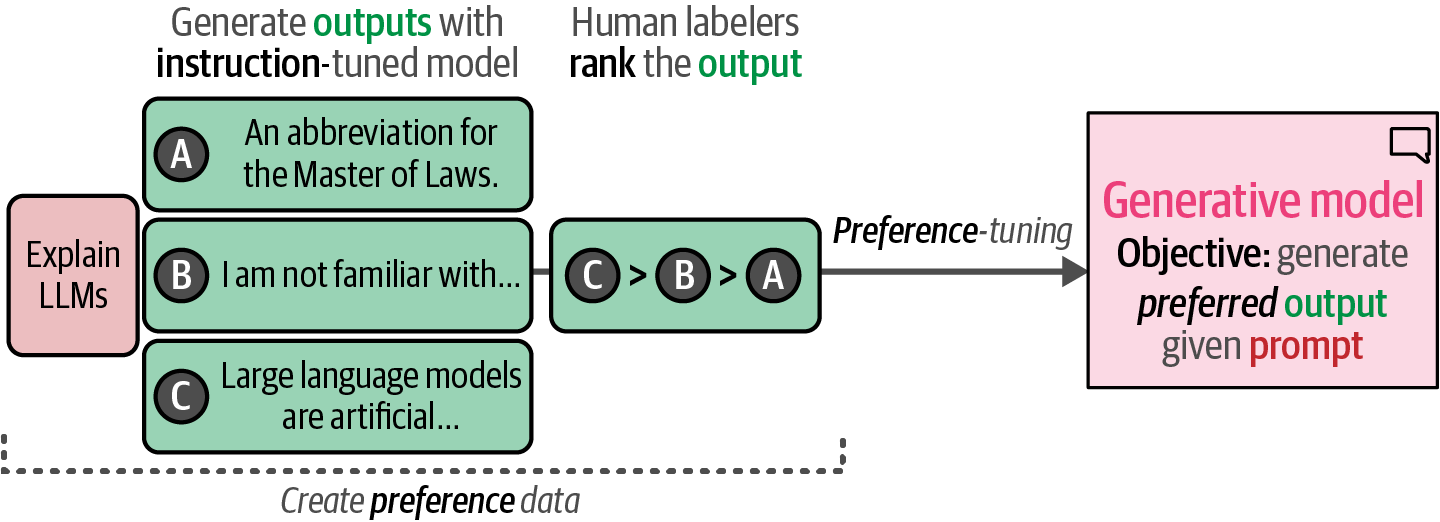 Generate outputs with
instruction-tuned model
Human labelers
rank the output
Explain
LLMs
A
An abbreviation for
the Master of Laws.
B
I am not familiar with...
C
Large language models
are artificial...
C > B > A
Preference-tuning
Generative model
Objective: generate
preferred output
given prompt
Create preference data